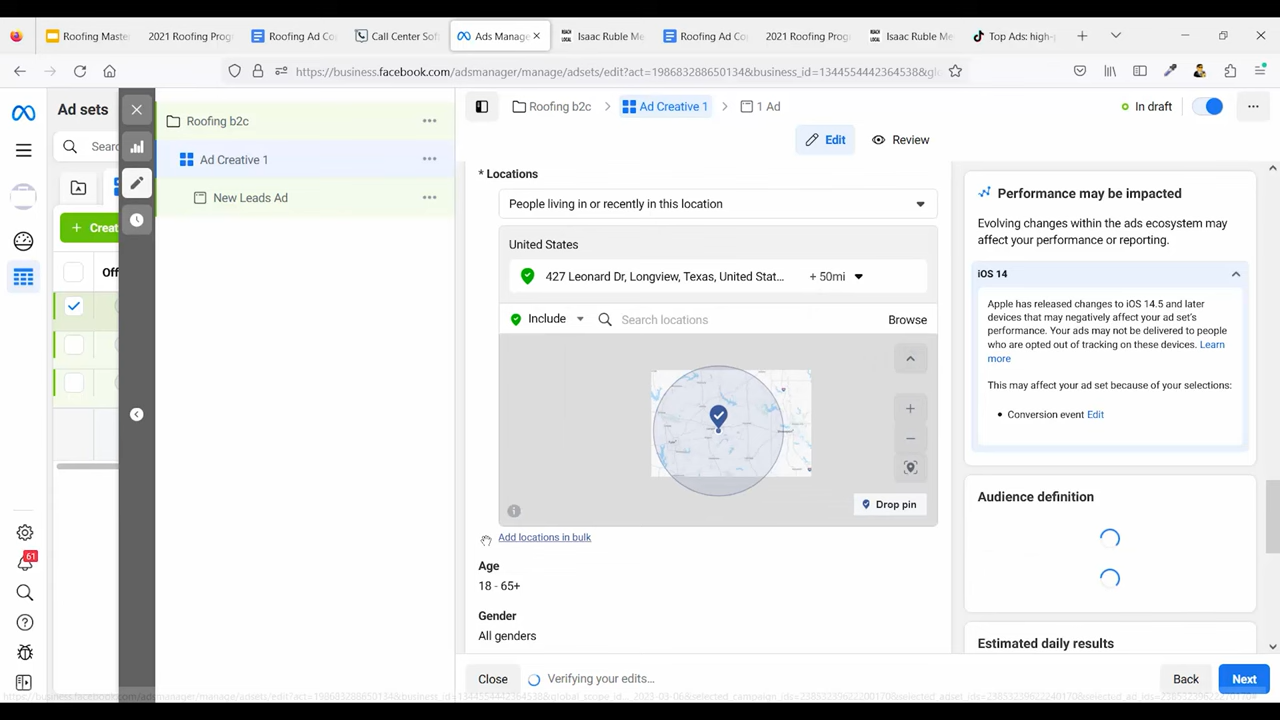 Roofing Mast
2021 Roofing Prog
Roofing Ad Co
Call Center Sof
Ads Manage
REACH
LOCAL
Isaac Ruble Me
Roofing Ad Co
2021 Roofing Prog
REACH
LOCAL
Isaac Ruble Me
Top Ads: high-
https://business.facebook.com/adsmanager/manage/adsets/edit?act=198683288650134&business_id=1344554442364538&gl
Ad sets
Sear
Creat
Off
61
Roofing b2c
Ad Creative 1
New Leads Ad
Roofing b2c
Ad Creative 1
1 Ad
In draft
Edit
Review
* Locations
People living in or recently in this location
United States
427 Leonard Dr, Longview, Texas, United Stat... + 50mi
Include
Search locations
Browse
Drop pin
Add locations in bulk
Age
18 - 65+
Gender
All genders
Performance may be impacted
Evolving changes within the ads ecosystem may
affect your performance or reporting.
iOS 14
Apple has released changes to iOS 14.5 and later
devices that may negatively affect your ad set's
performance. Your ads may not be delivered to people
who are opted out of tracking on these devices. Learn
more
This may affect your ad set because of your selections:
• Conversion event Edit
Audience definition
Estimated daily results
Close
Verifying your edits...
Back
Next